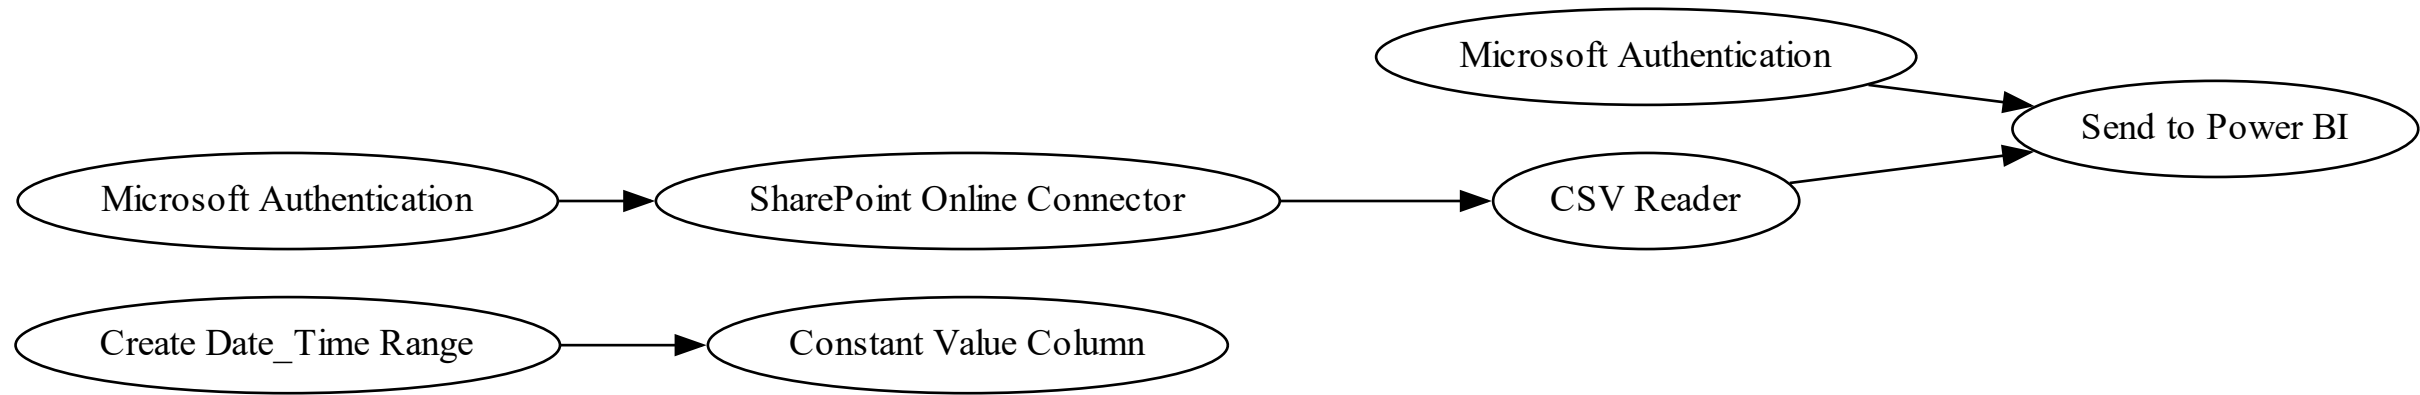 Microsoft Authentication
Send to Power BI
Microsoft Authentication
SharePoint Online Connector
CSV Reader
Create Date_Time Range
Constant Value Column